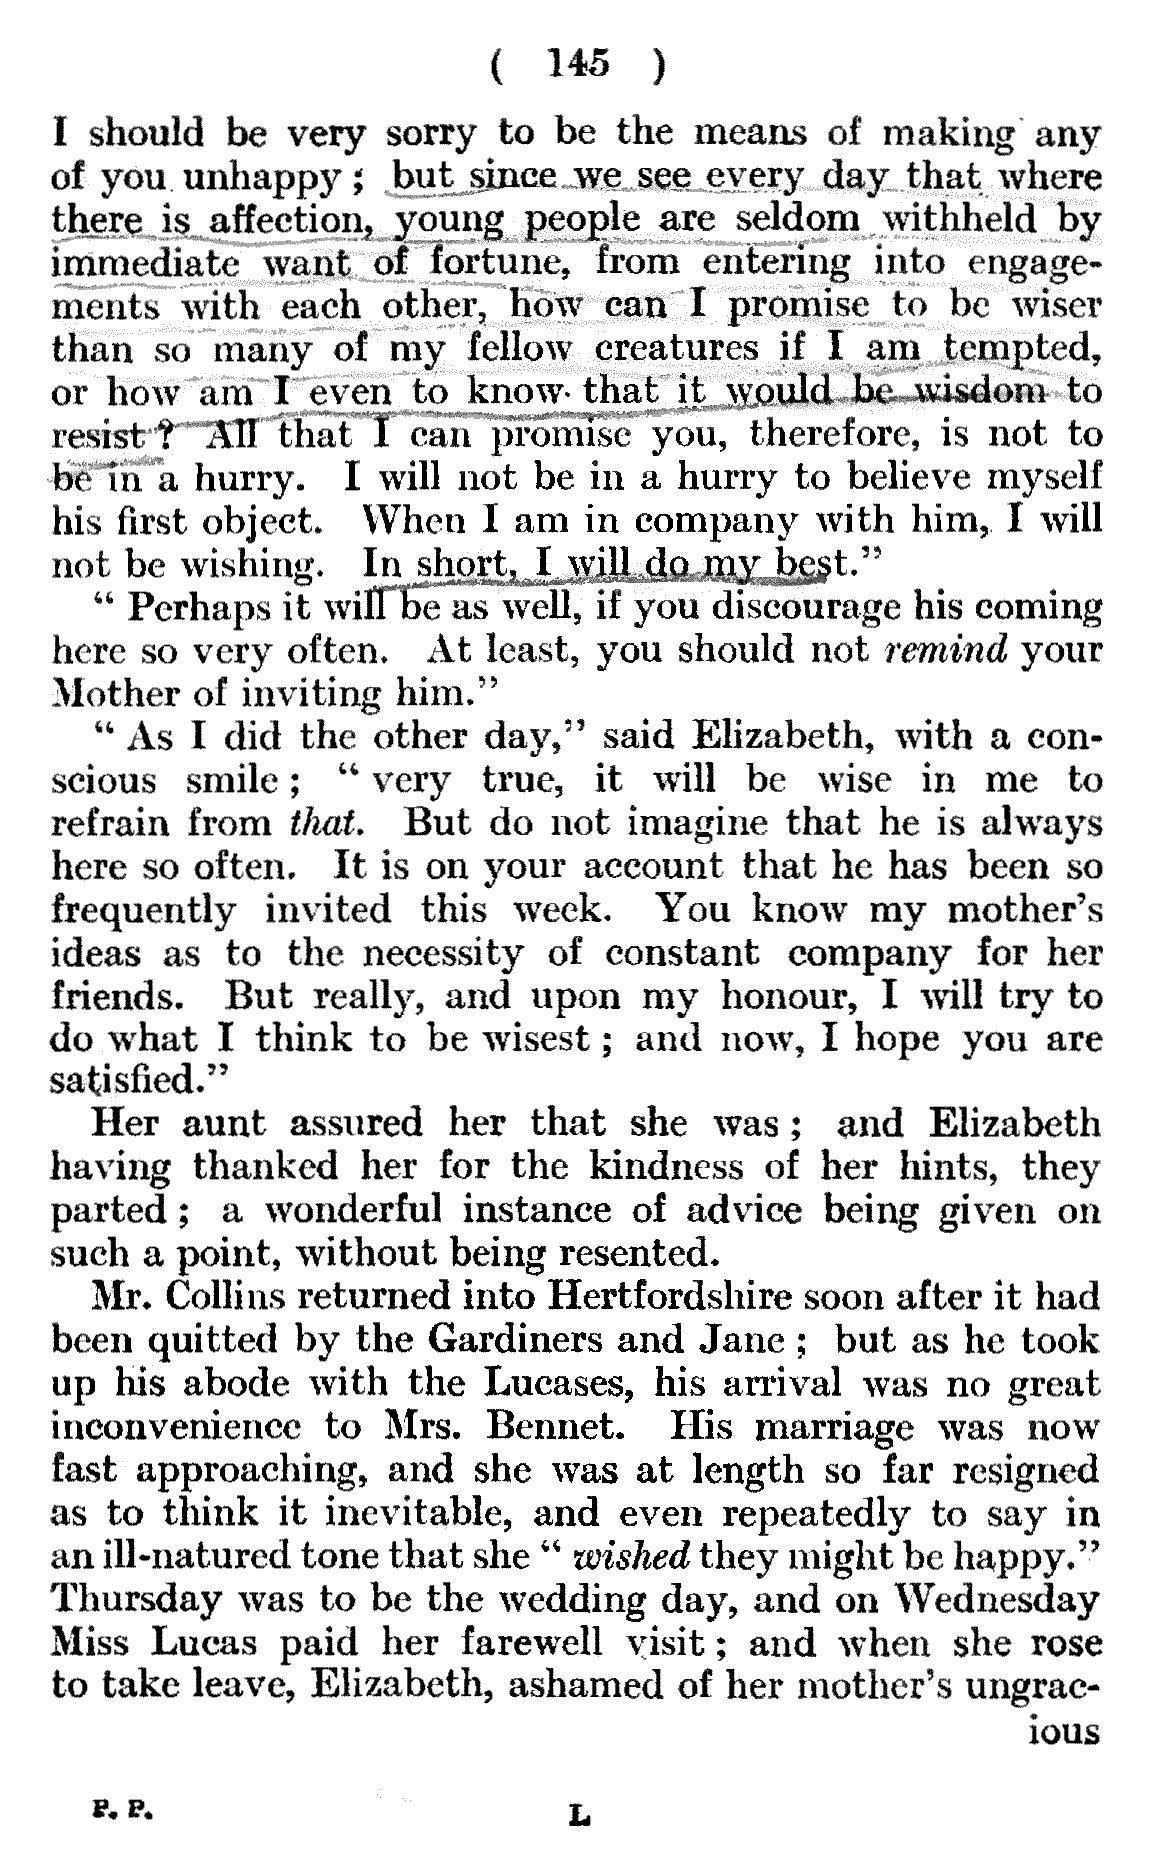 ( 145 )
I should be very sorry to be the means of making any
of you unhappy ; but since we see every day that where
there is affection, young people are seldom withheld by
immediate want of fortune, from entering into engage-
ments with each other, how can I promise to be wiser
than so many of my fellow creatures if I am tempted,
or how am I even to know that it would be wisdom to
resist ? All that I can promise you, therefore, is not to
be in a hurry. I will not be in a hurry to believe myself
his first object. When I am in company with him, I will
not be wishing. In short, I will do my best.”
“ Perhaps it will be as well, if you discourage his coming
here so very often. At least, you should not remind your
Mother of inviting him.”
“ As I did the other day,” said Elizabeth, with a con-
scious smile ; “ very true, it will be wise in me to
refrain from that. But do not imagine that he is always
here so often. It is on your account that he has been so
frequently invited this week. You know my mother’s
ideas as to the necessity of constant company for her
friends. But really, and upon my honour, I will try to
do what I think to be wisest ; and now, I hope you are
satisfied.”
Her aunt assured her that she was ; and Elizabeth
having thanked her for the kindness of her hints, they
parted ; a wonderful instance of advice being given on
such a point, without being resented.
Mr. Collins returned into Hertfordshire soon after it had
been quitted by the Gardiners and Jane ; but as he took
up his abode with the Lucases, his arrival was no great
inconvenience to Mrs. Bennet. His marriage was now
fast approaching, and she was at length so far resigned
as to think it inevitable, and even repeatedly to say in
an ill-natured tone that she “ wished they might be happy.”
Thursday was to be the wedding day, and on Wednesday
Miss Lucas paid her farewell visit ; and when she rose
to take leave, Elizabeth, ashamed of her mother’s ungrac-
ious
P. P. L